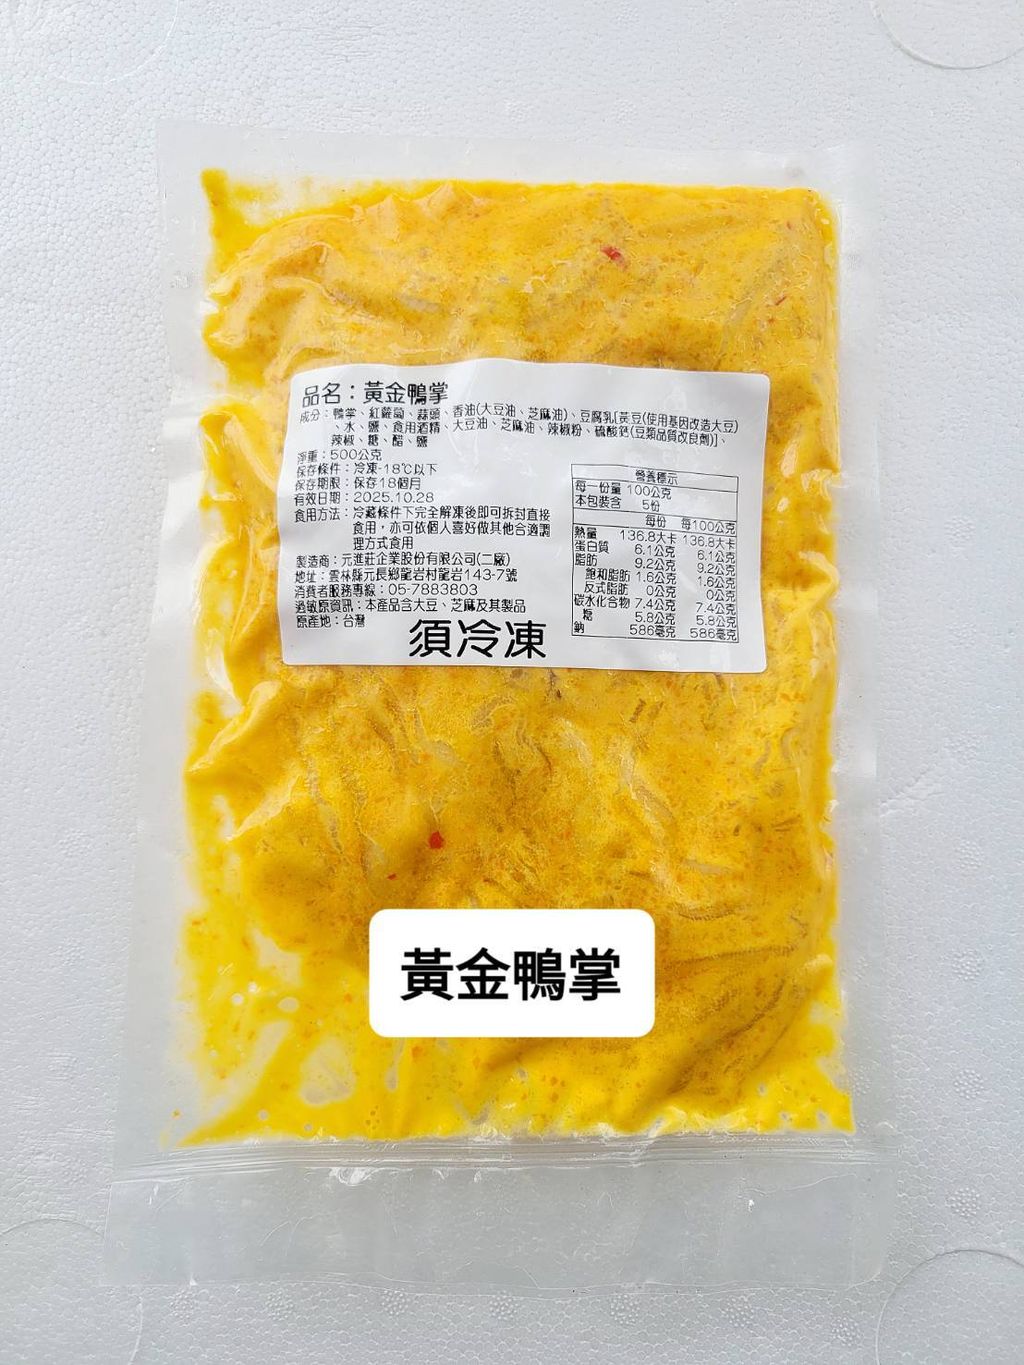 品名：黃金鴨掌
成分：鴨掌、紅蘿蔔、蒜頭、香油(大豆油、芝麻油)、豆腐乳[黃豆(使用基因改造大豆)
、水、鹽、食用酒精、大豆油、芝麻油、辣椒粉、硫酸鈣(豆類品質改良劑)]、
辣椒、糖、醋、鹽
淨重：500公克
保存條件：冷凍-18℃以下
保存期限：保存18個月
有效日期：2025.10.28
食用方法：冷藏條件下完全解凍後即可拆封直接
食用，亦可依個人喜好做其他合適調
理方式食用
製造商：元進莊企業股份有限公司(二廠)
地址：雲林縣元長鄉龍岩村龍岩143-7號
消費者服務專線：05-7883803
過敏原資訊：本產品含大豆、芝麻及其製品
原產地：台灣
須冷凍
營養標示
每一份量 100公克
本包裝含 5份
每份 每100公克
熱量 136.8大卡 136.8大卡
蛋白質 6.1公克 6.1公克
脂肪 9.2公克 9.2公克
飽和脂肪 1.6公克 1.6公克
反式脂肪 0公克 0公克
碳水化合物 7.4公克 7.4公克
糖 5.8公克 5.8公克
鈉 586毫克 586毫克
黃金鴨掌